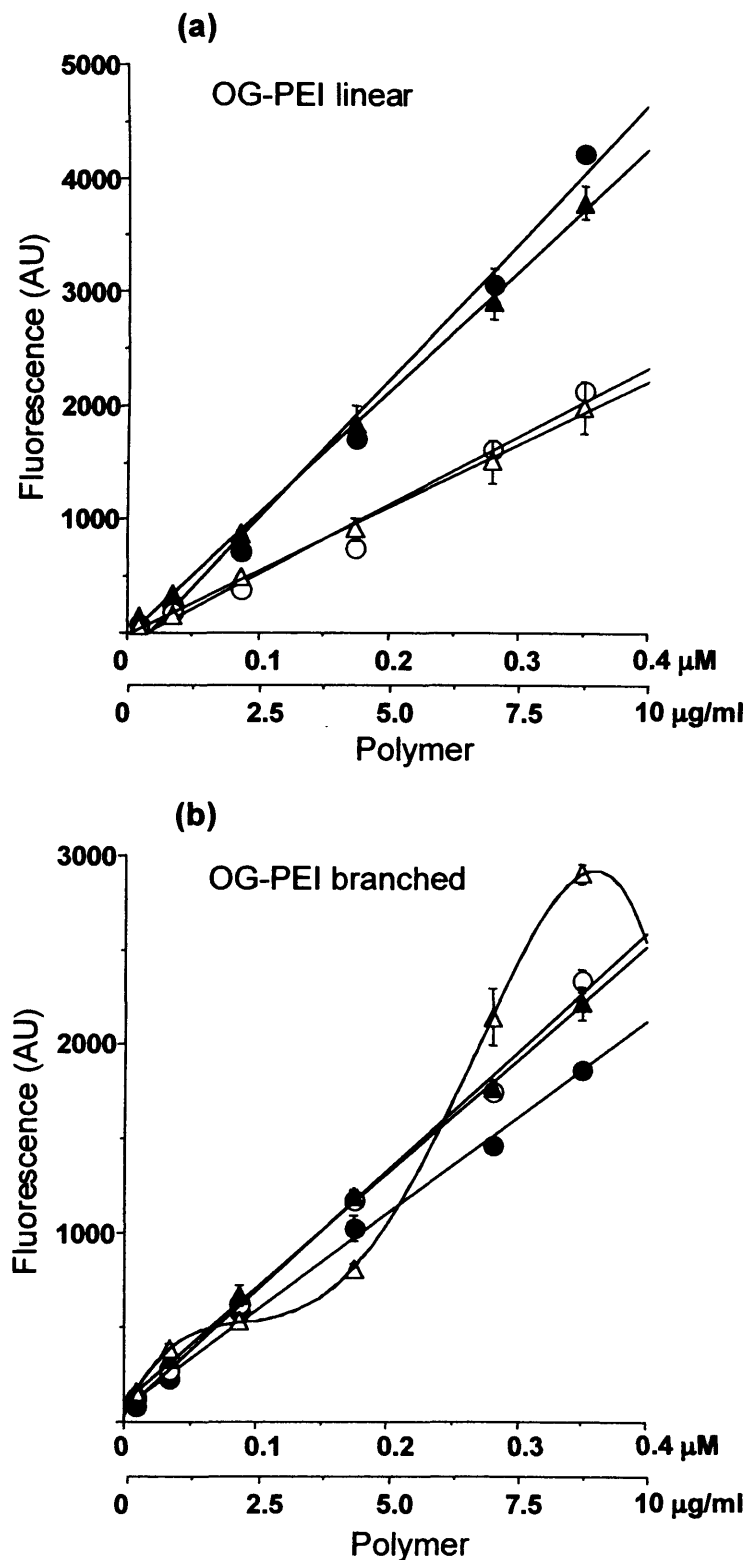 (a)
OG-PEI linear
Fluorescence (AU)
5000
4000
3000
2000
1000
0 0.1 0.2 0.3 0.4 µM
0 2.5 5.0 7.5 10 µg/ml
Polymer
(b)
OG-PEI branched
Fluorescence (AU)
3000
2000
1000
0 0.1 0.2 0.3 0.4 µM
0 2.5 5.0 7.5 10 µg/ml
Polymer